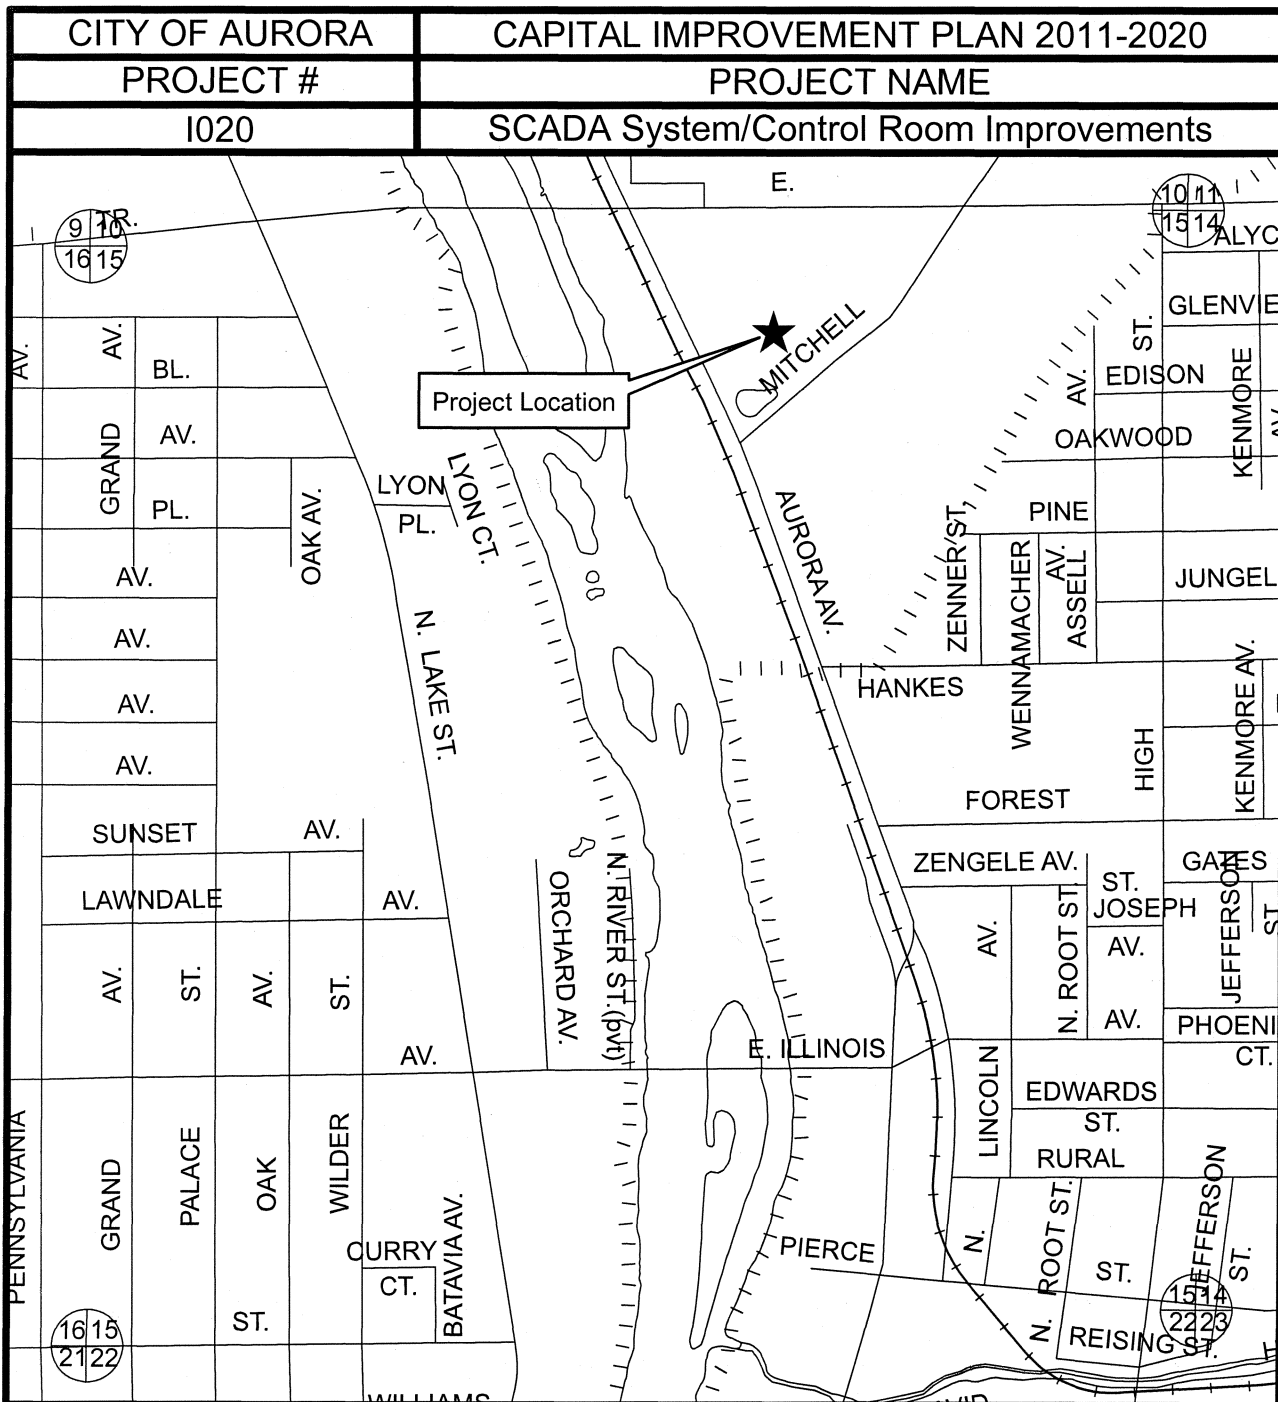 CITY OF AURORA
CAPITAL IMPROVEMENT PLAN 2011-2020
PROJECT #
PROJECT NAME
I020
SCADA System/Control Room Improvements
E.
10 11
15 14
TR.
9 10
16 15
ALYC
GLENVIE
MITCHELL
ST.
AV.
AV.
BL.
KENMORE
EDISON
AV.
Project Location
GRAND
AV.
OAKWOOD
AV.
LYON
LYON CT.
PL.
OAK AV.
PL.
AURORA AV.
ZENNER ST.
PINE
WENNAMACHER
AV.
ASSELL
JUNGEL
AV.
AV.
N. LAKE ST.
HANKES
KENMORE AV.
AV.
HIGH
AV.
FOREST
SUNSET
AV.
ZENGELE AV.
GATES
ST.
JOSEPH
LAWNDALE
AV.
ORCHARD AV.
N. RIVER ST.(pvt)
AV.
N. ROOT ST.
AV.
JEFFERSON
ST.
AV.
ST.
AV.
ST.
AV.
PHOENI
CT.
AV.
E. ILLINOIS
LINCOLN
EDWARDS
ST.
RURAL
PENNSYLVANIA
GRAND
PALACE
OAK
WILDER
BATAVIA AV.
CURRY
CT.
PIERCE
N.
ROOT ST.
ST.
JEFFERSON
ST.
15 14
22 23
ST.
16 15
21 22
N.
REISING ST.
H
WILLIAMS